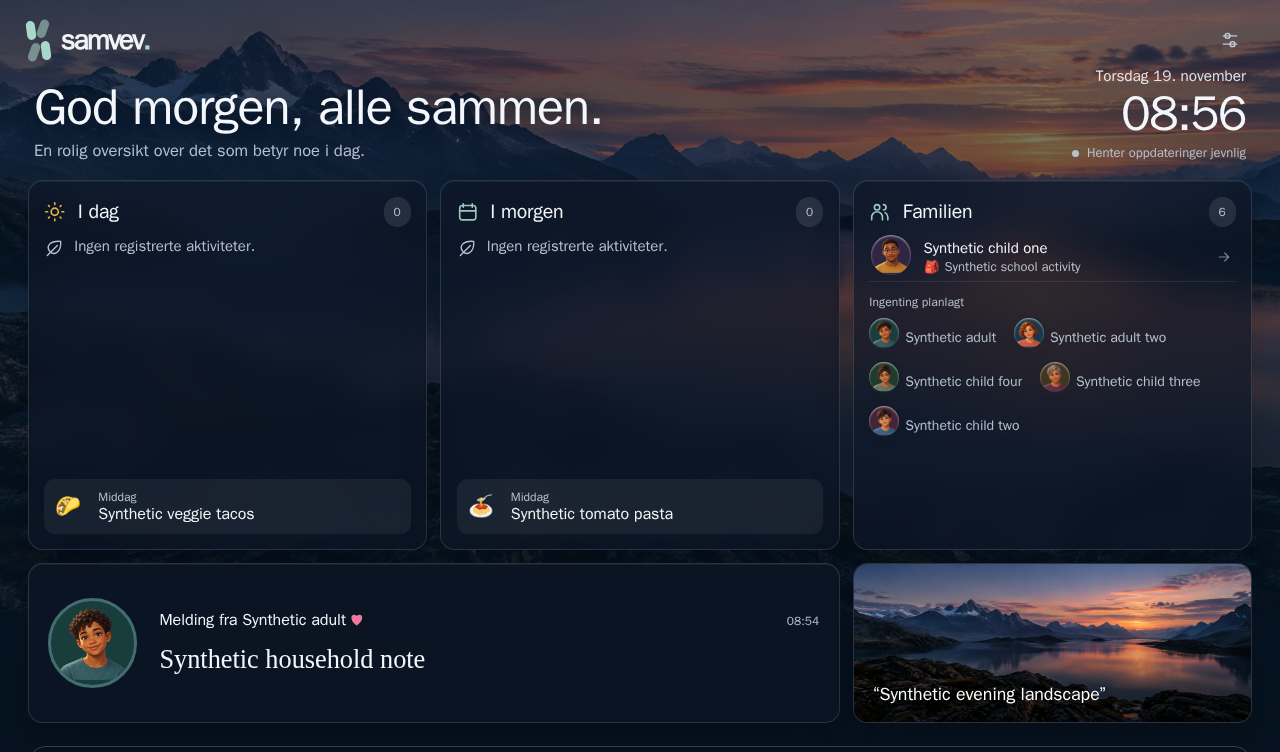 samvev.
Torsdag 19. november
God morgen, alle sammen.
08:56
En rolig oversikt over det som betyr noe i dag.
Henter oppdateringer jevnlig
I dag
0
Ingen registrerte aktiviteter.
Middag
Synthetic veggie tacos
I morgen
0
Ingen registrerte aktiviteter.
Middag
Synthetic tomato pasta
Familien
6
Synthetic child one
Synthetic school activity
Ingenting planlagt
Synthetic adult
Synthetic adult two
Synthetic child four
Synthetic child three
Synthetic child two
Melding fra Synthetic adult
08:54
Synthetic household note
“Synthetic evening landscape”